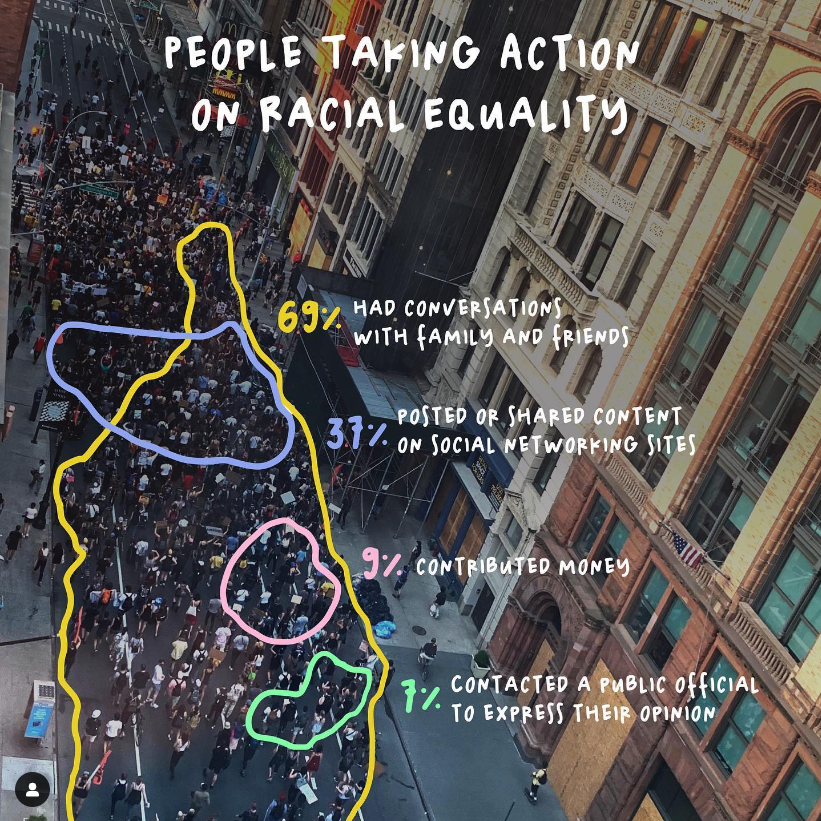 PEOPLE TAKING ACTION
ON RACIAL EQUALITY
69% HAD CONVERSATIONS
WITH FAMILY AND FRIENDS
37% POSTED OR SHARED CONTENT
ON SOCIAL NETWORKING SITES
9% CONTRIBUTED MONEY
7% CONTACTED A PUBLIC OFFICIAL
TO EXPRESS THEIR OPINION